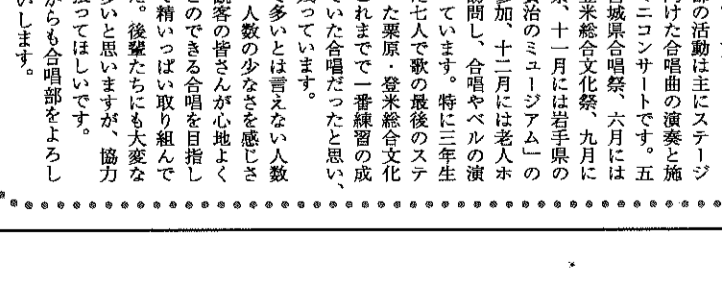 部の活動は主にステージ
けた合唱曲の演奏と施
ニコンサートです。五
宮城県合唱祭、六月には
登米総合文化祭、九月に
祭、十一月には岩手県の
賢治のミュージアム」の
参加、十二月には老人ホ
訪問し、合唱やベルの演
ています。特に三年生
た七人で歌の最後のステ
た栗原・登米総合文化
これまでで一番練習の成
ていた合唱だったと思い、
残っています。
て多いとは言えない人数
人数の少なさを感じさ
観客の皆さんが心地よく
とのできる合唱を目指し
精いっぱい取り組んで
た。後輩たちにも大変な
多いと思いますが、協力
張ってほしいです。
からも合唱部をよろし
いします。